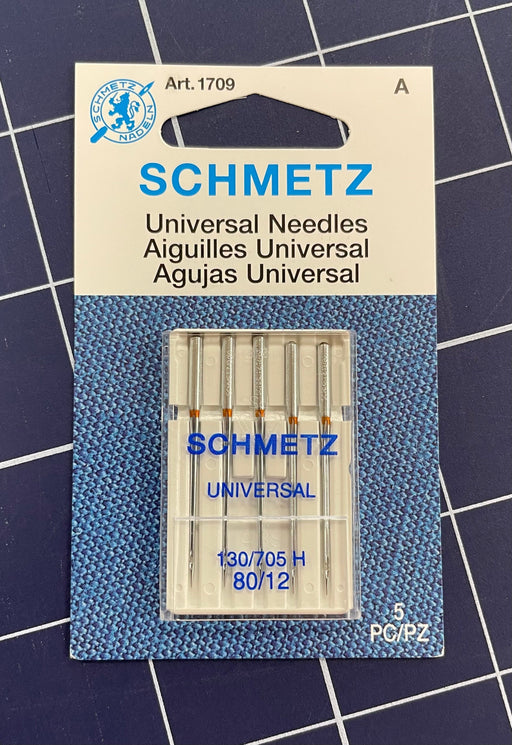 SCHMETZ
NADELN
Art.1709
A
SCHMETZ
Universal Needles
Aiguilles Universal
Agujas Universal
SCHMETZ
UNIVERSAL
130/705 H
80/12
5
PC/PZ